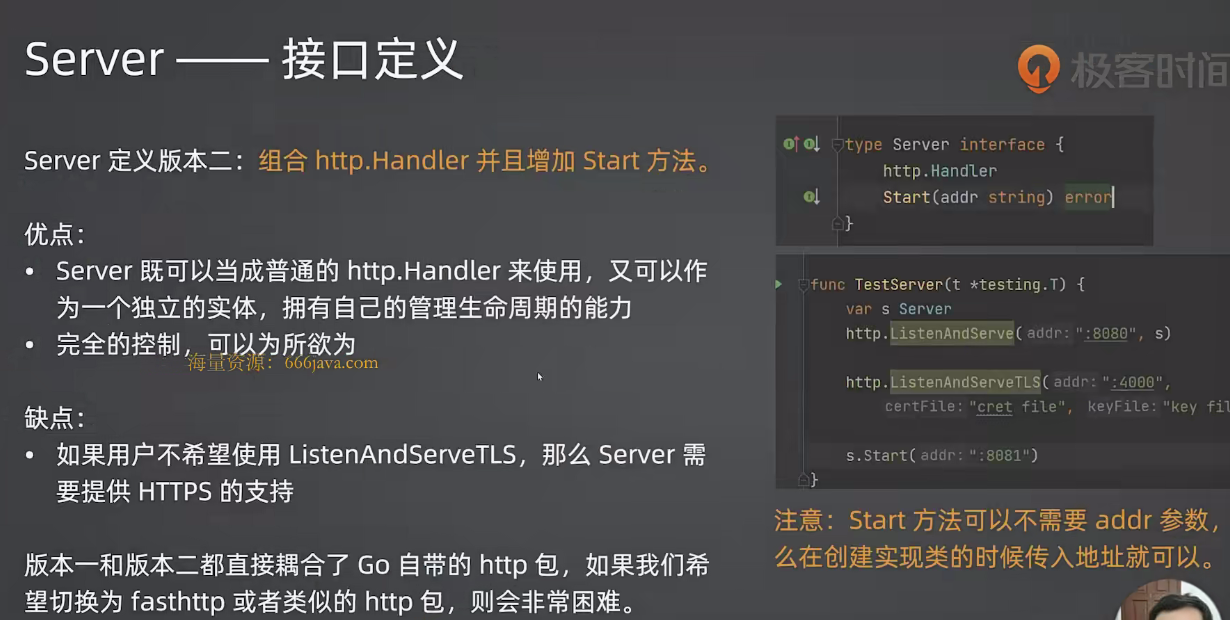 Server —— 接口定义
极客时间
Server 定义版本二：组合 http.Handler 并且增加 Start 方法。
优点：
• Server 既可以当成普通的 http.Handler 来使用，又可以作
为一个独立的实体，拥有自己的管理生命周期的能力
• 完全的控制，可以为所欲为
海量资源：666java.com
缺点：
• 如果用户不希望使用 ListenAndServeTLS，那么 Server 需
要提供 HTTPS 的支持
版本一和版本二都直接耦合了 Go 自带的 http 包，如果我们希
望切换为 fasthttp 或者类似的 http 包，则会非常困难。
type Server interface {
http.Handler
Start(addr string) error
}
func TestServer(t *testing.T) {
var s Server
http.ListenAndServe( addr: ":8080", s)
http.ListenAndServeTLS( addr: ":4000",
certFile: "cret file", keyFile: "key fil
s.Start( addr: ":8081")
}
注意：Start 方法可以不需要 addr 参数，
么在创建实现类的时候传入地址就可以。